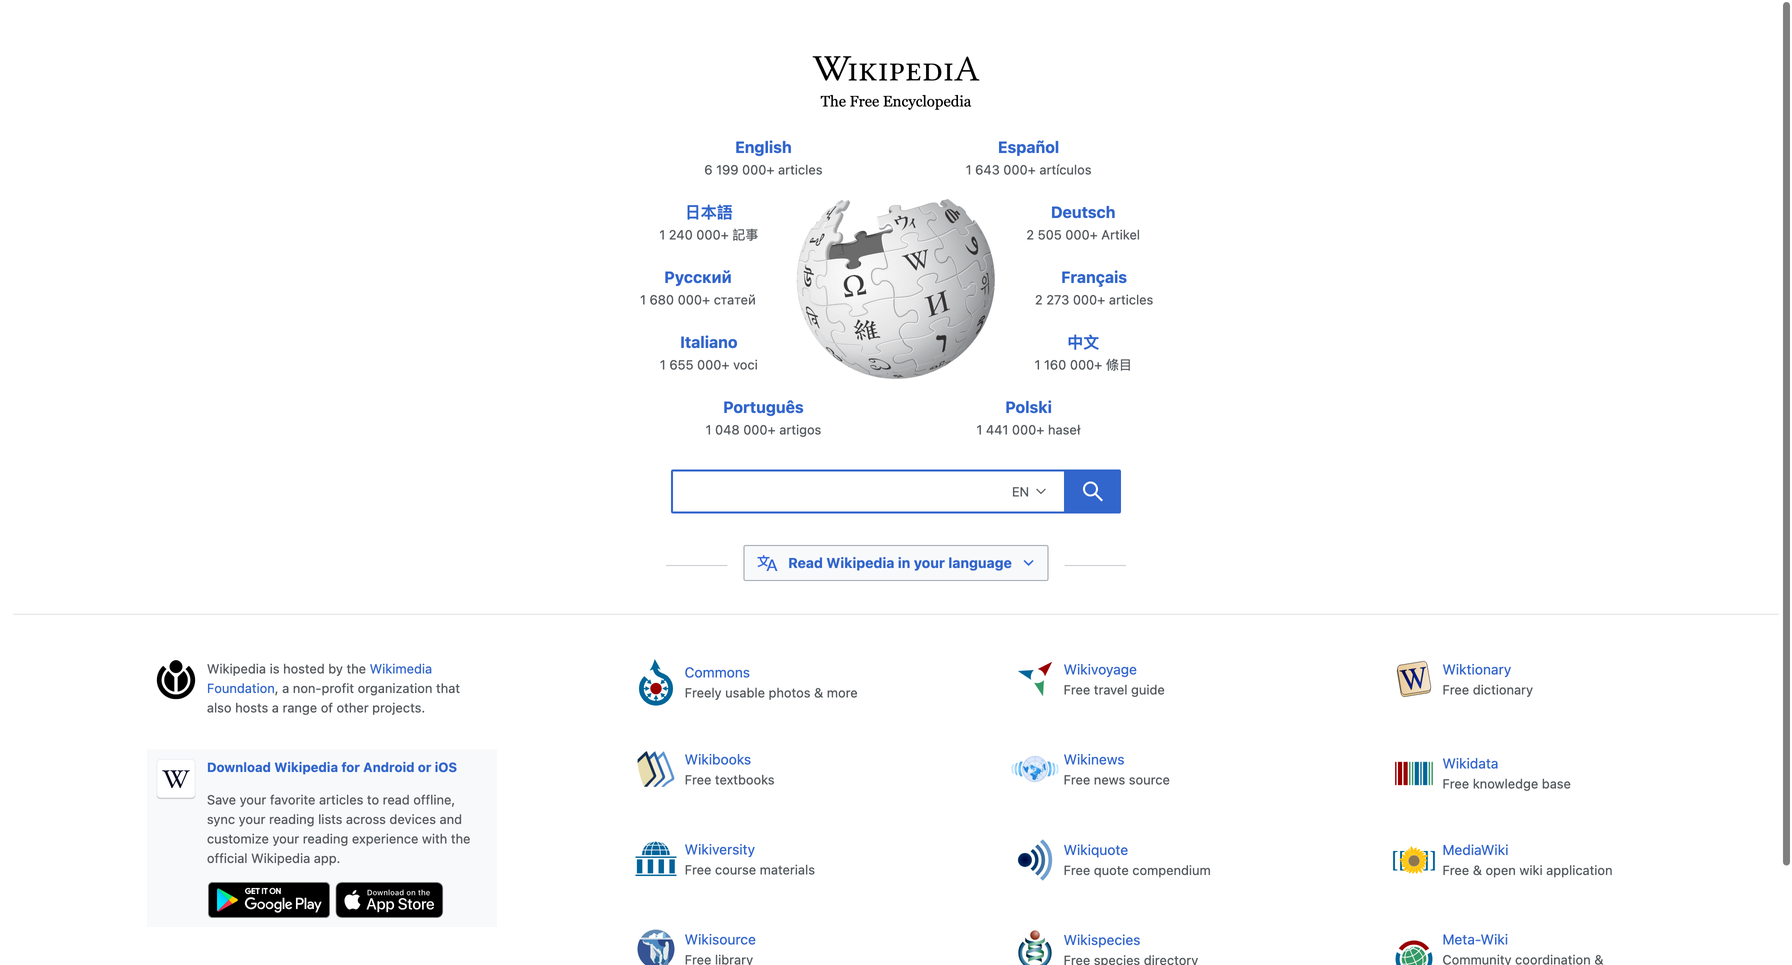 WIKIPEDIA
The Free Encyclopedia
English
6 199 000+ articles
Español
1 643 000+ artículos
日本語
1 240 000+ 記事
Deutsch
2 505 000+ Artikel
Русский
1 680 000+ статей
Français
2 273 000+ articles
Italiano
1 655 000+ voci
中文
1 160 000+ 條目
Português
1 048 000+ artigos
Polski
1 441 000+ haseł
Ω
W
И
維
ウィ
EN
Read Wikipedia in your language
Wikipedia is hosted by the Wikimedia
Foundation, a non-profit organization that
also hosts a range of other projects.
W
Download Wikipedia for Android or iOS
Save your favorite articles to read offline,
sync your reading lists across devices and
customize your reading experience with the
official Wikipedia app.
GET IT ON
Google Play
Download on the
App Store
Commons
Freely usable photos & more
Wikivoyage
Free travel guide
W
Wiktionary
Free dictionary
Wikibooks
Free textbooks
Wikinews
Free news source
Wikidata
Free knowledge base
Wikiversity
Free course materials
Wikiquote
Free quote compendium
MediaWiki
Free & open wiki application
Wikisource
Free library
Wikispecies
Free species directory
Meta-Wiki
Community coordination &